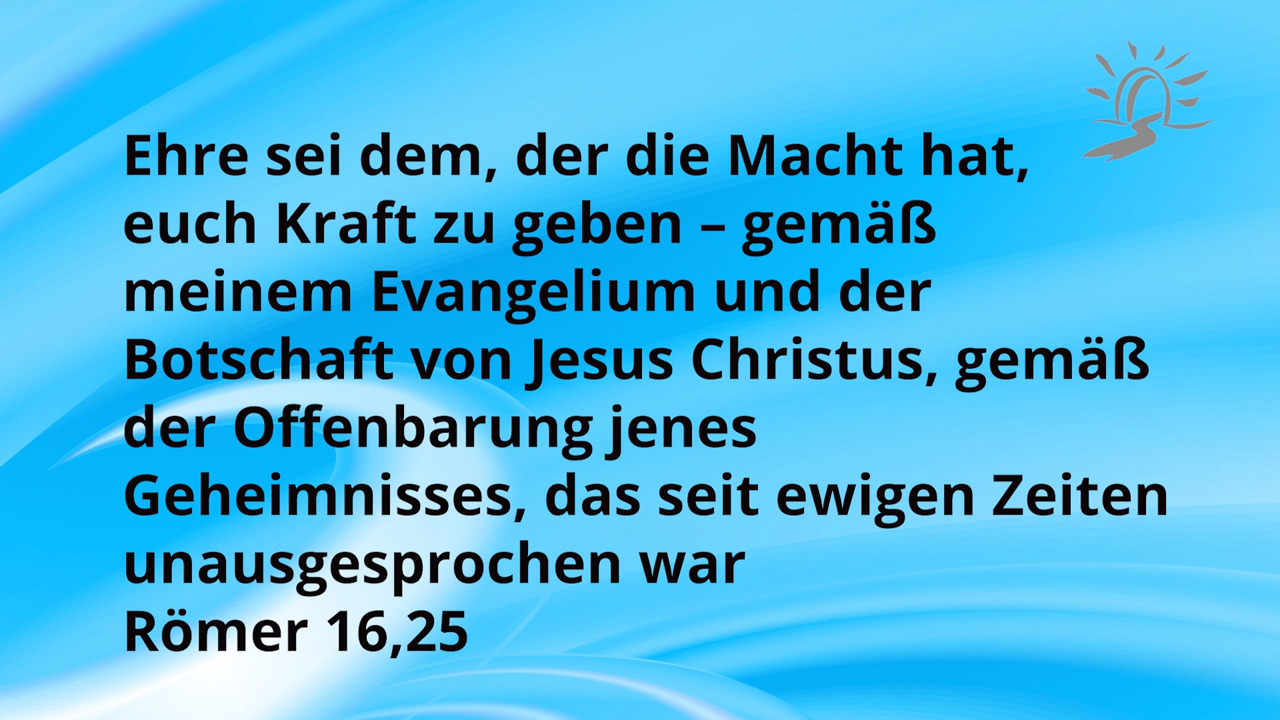 Ehre sei dem, der die Macht hat,
euch Kraft zu geben – gemäß
meinem Evangelium und der
Botschaft von Jesus Christus, gemäß
der Offenbarung jenes
Geheimnisses, das seit ewigen Zeiten
unausgesprochen war
Römer 16,25